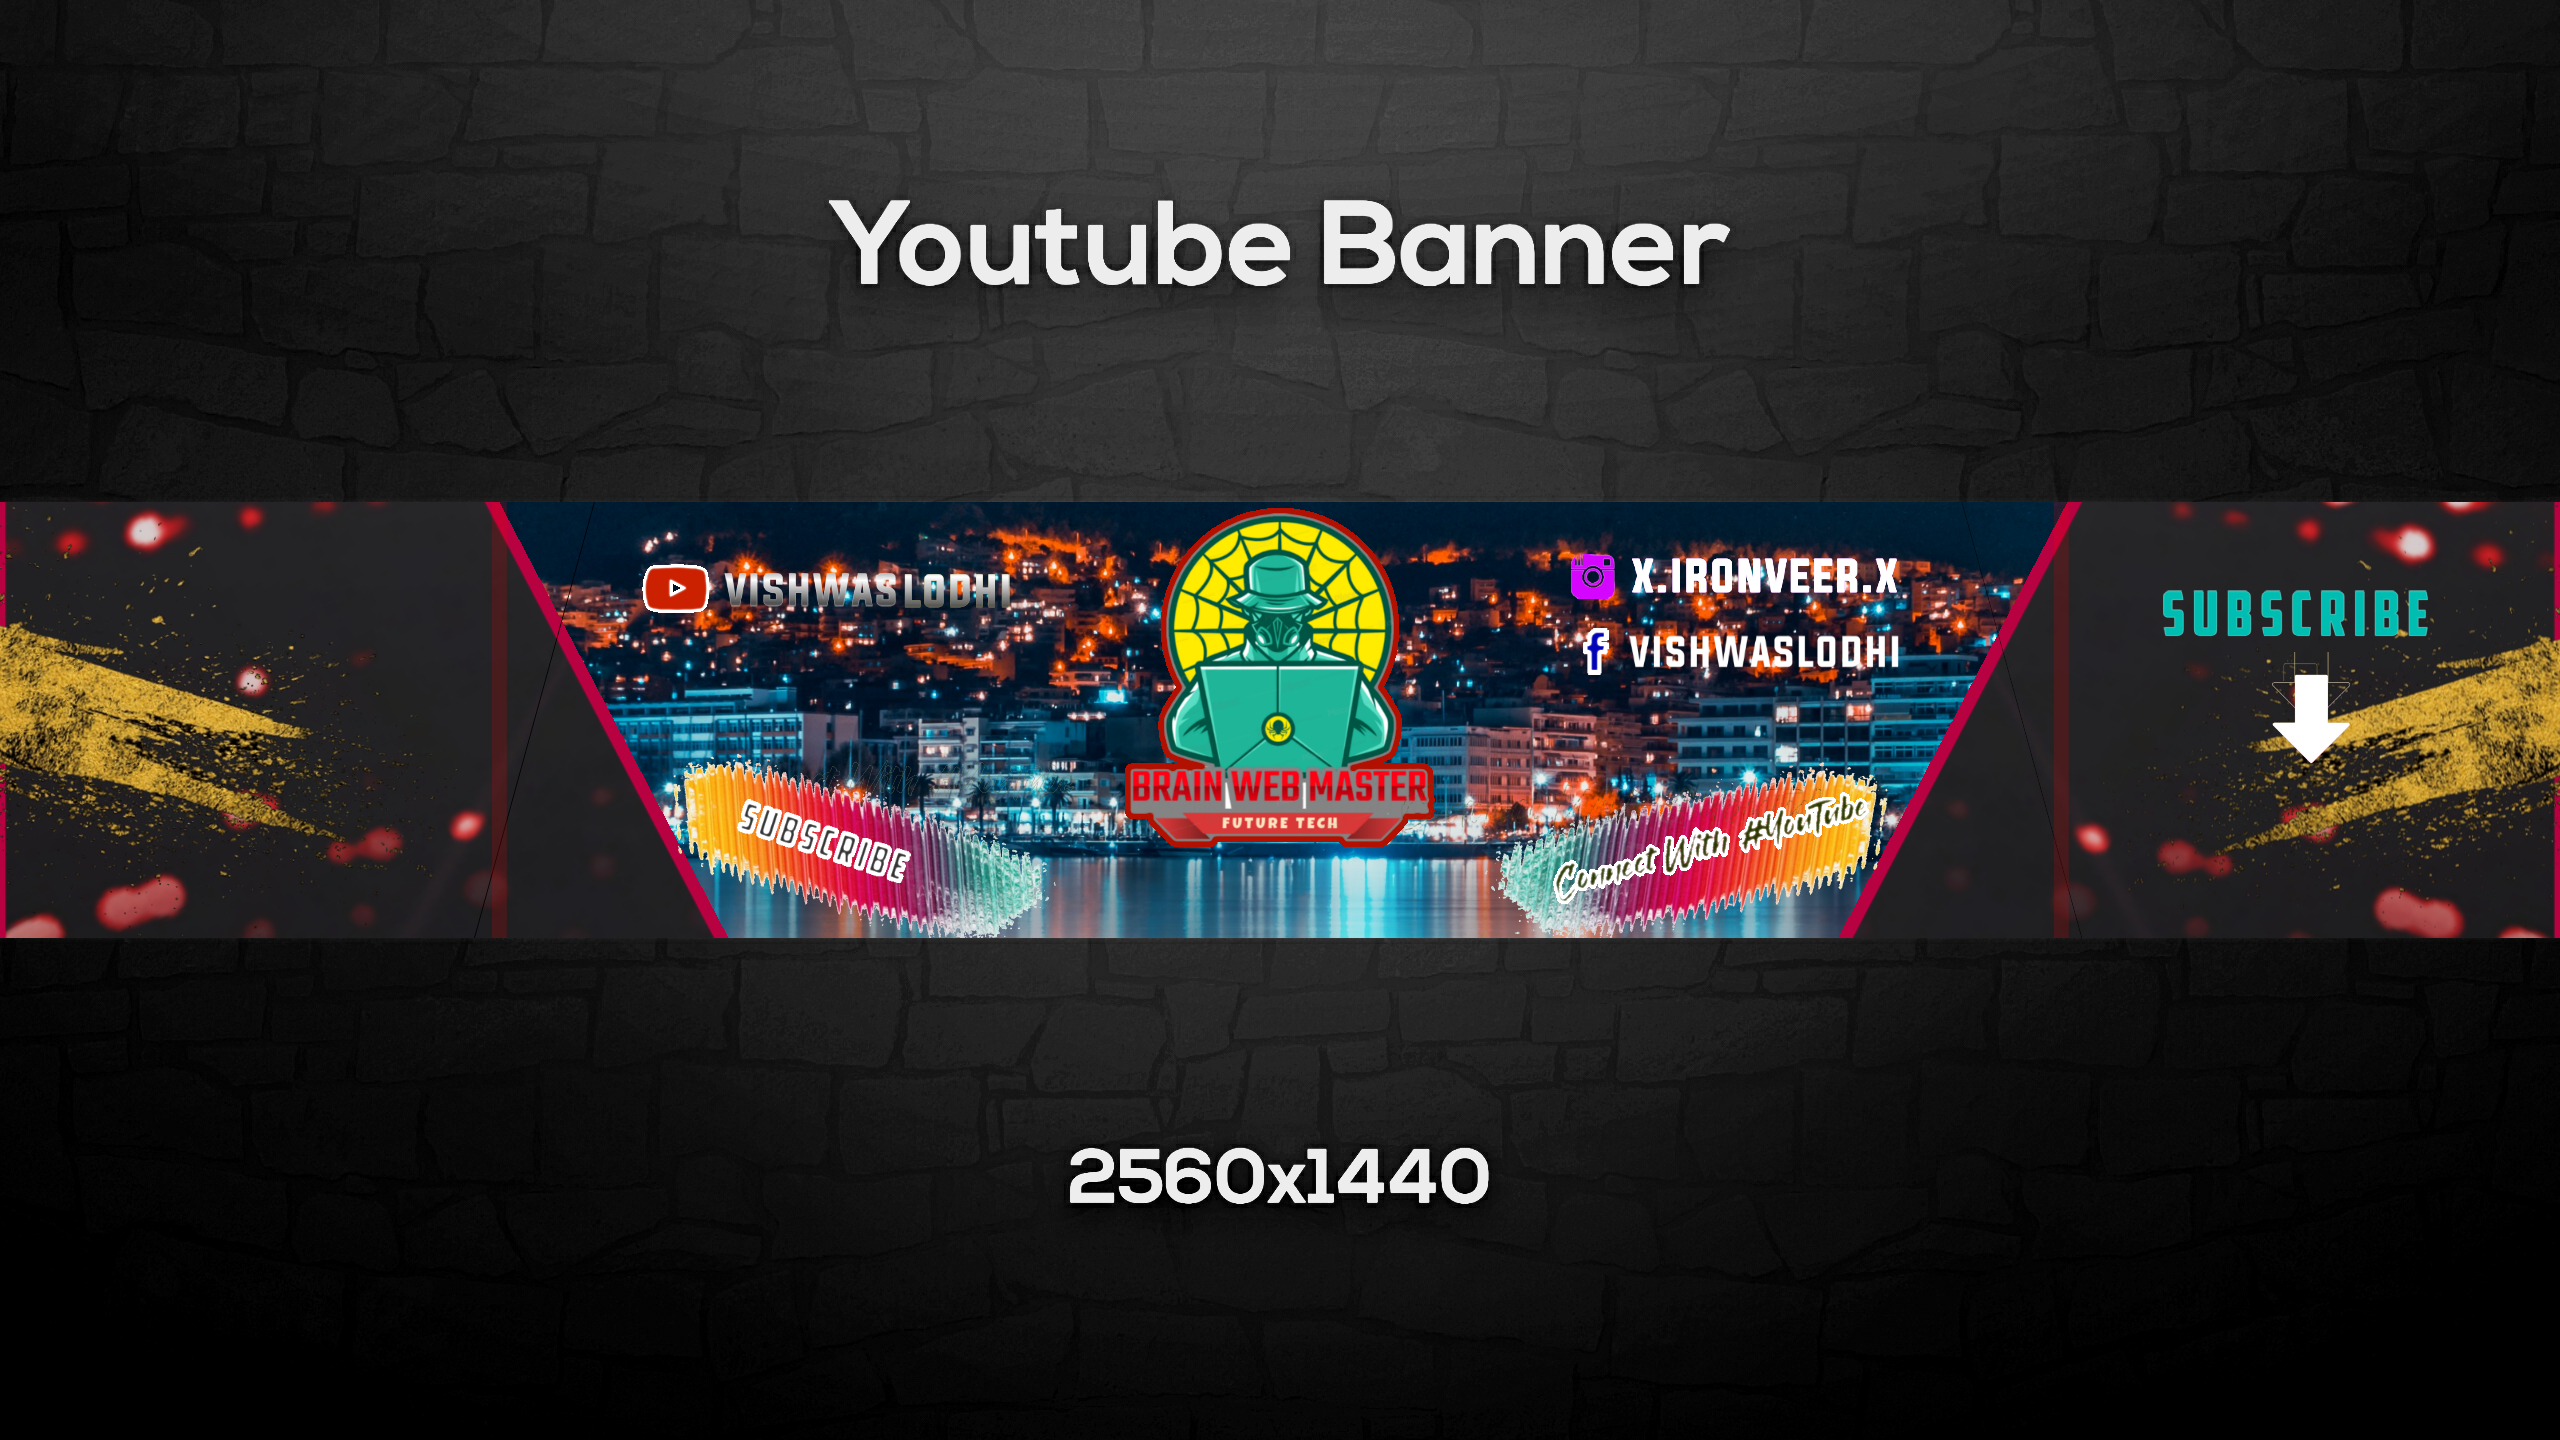 Youtube Banner
VISHWASLODHI
X.IRONVEER.X
VISHWASLODHI
SUBSCRIBE
BRAIN WEB MASTER
FUTURE TECH
SUBSCRIBE
Connect With #YouTube
2560x1440